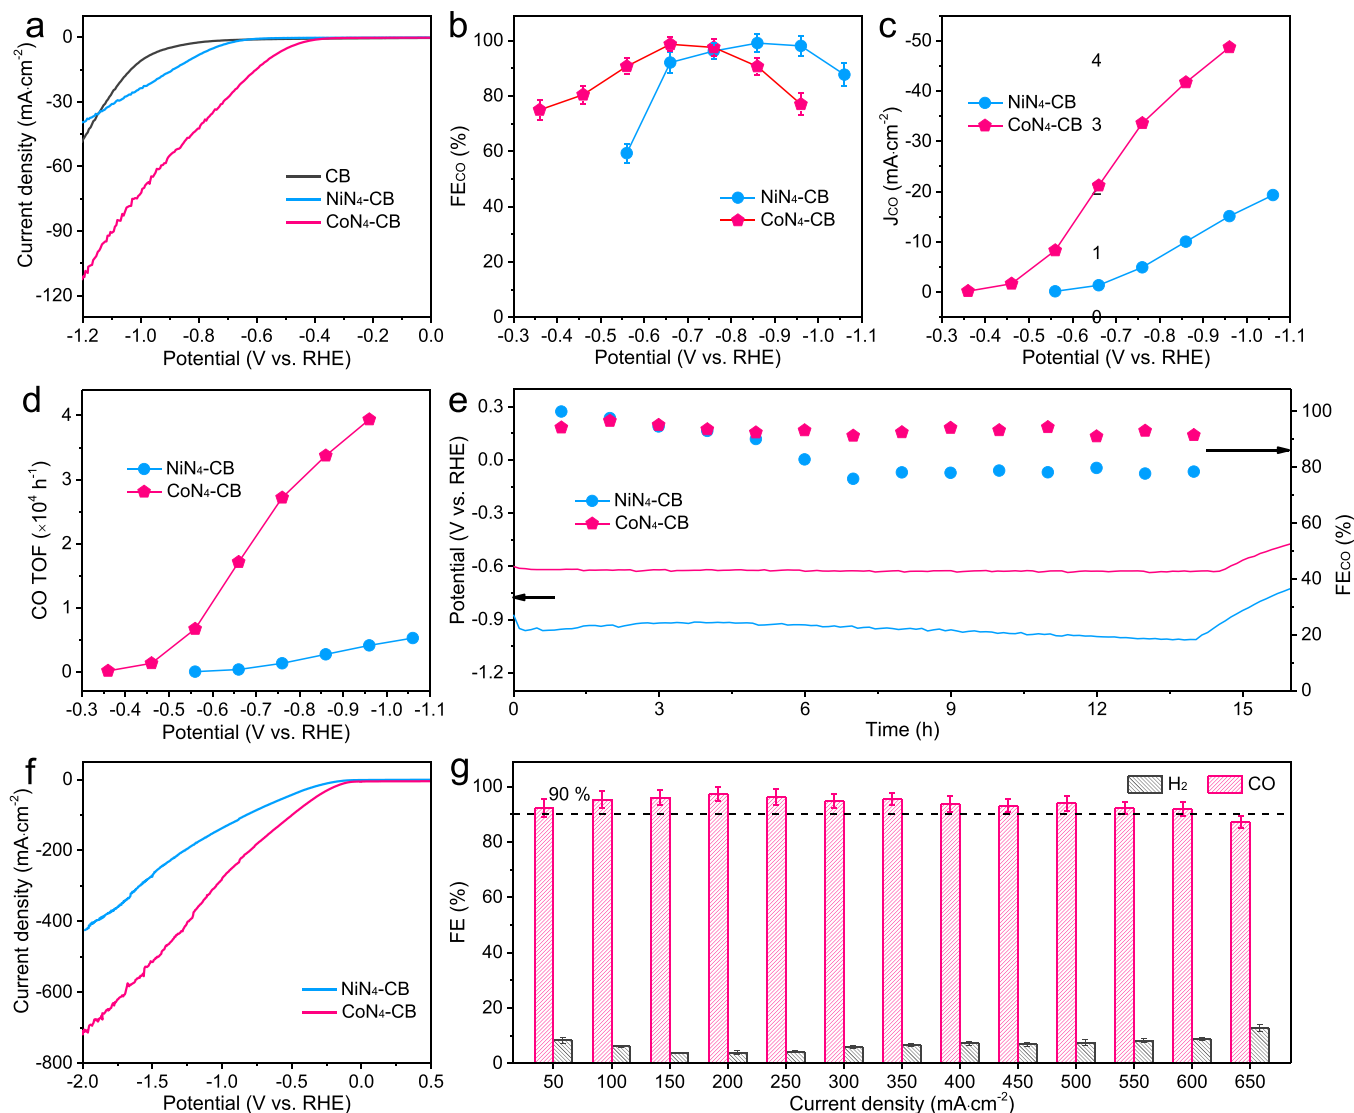 a
0
-30
-60
-90
-120
Current density (mA·cm-2)
CB
NiN4-CB
CoN4-CB
-1.2 -1.0 -0.8 -0.6 -0.4 -0.2 0.0
Potential (V vs. RHE)
b
100
80
60
40
20
0
FECO (%)
NiN4-CB
CoN4-CB
-0.3 -0.4 -0.5 -0.6 -0.7 -0.8 -0.9 -1.0 -1.1
Potential (V vs. RHE)
c
-50
-40
-30
-20
-10
0
JCO (mA·cm-2)
4
3
1
0
NiN4-CB
CoN4-CB
-0.3 -0.4 -0.5 -0.6 -0.7 -0.8 -0.9 -1.0 -1.1
Potential (V vs. RHE)
d
4
3
2
1
0
CO TOF (×104 h-1)
NiN4-CB
CoN4-CB
-0.3 -0.4 -0.5 -0.6 -0.7 -0.8 -0.9 -1.0 -1.1
Potential (V vs. RHE)
e
0.3
0.0
-0.3
-0.6
-0.9
-1.2
Potential (V vs. RHE)
NiN4-CB
CoN4-CB
100
80
60
40
20
0
FECO (%)
0 3 6 9 12 15
Time (h)
f
0
-200
-400
-600
-800
Current density (mA·cm-2)
NiN4-CB
CoN4-CB
-2.0 -1.5 -1.0 -0.5 0.0 0.5
Potential (V vs. RHE)
g
100
80
60
40
20
0
FE (%)
90 %
H2 CO
50 100 150 200 250 300 350 400 450 500 550 600 650
Current density (mA·cm-2)